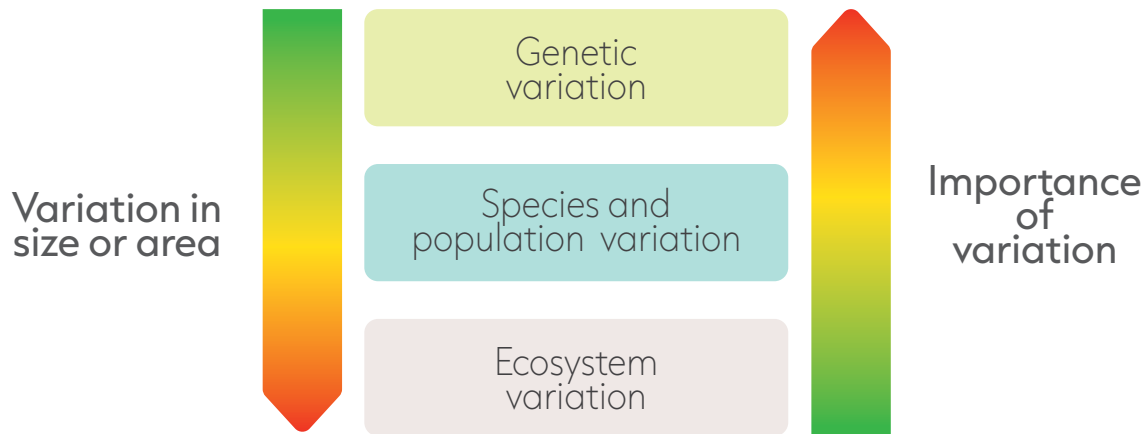 Variation in
size or area
Genetic
variation
Species and
population variation
Ecosystem
variation
Importance
of
variation